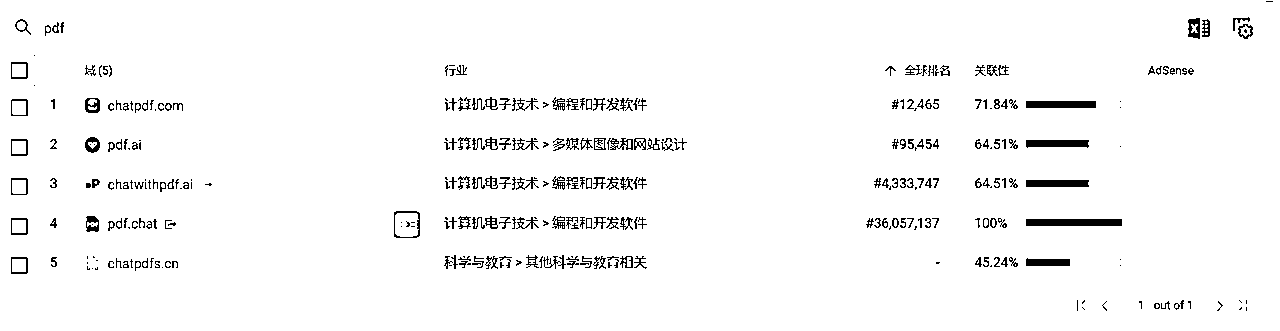 pdf
域 (5) 行业 ↑ 全球排名 关联性 AdSense
1 chatpdf.com 计算机电子技术 > 编程和开发软件 #12,465 71.84%
2 pdf.ai 计算机电子技术 > 多媒体图像和网站设计 #95,454 64.51%
3 chatwithpdf.ai → 计算机电子技术 > 编程和开发软件 #4,333,747 64.51%
4 pdf.chat 计算机电子技术 > 编程和开发软件 #36,057,137 100%
5 chatpdfs.cn 科学与教育 > 其他科学与教育相关 - 45.24%
1 out of 1